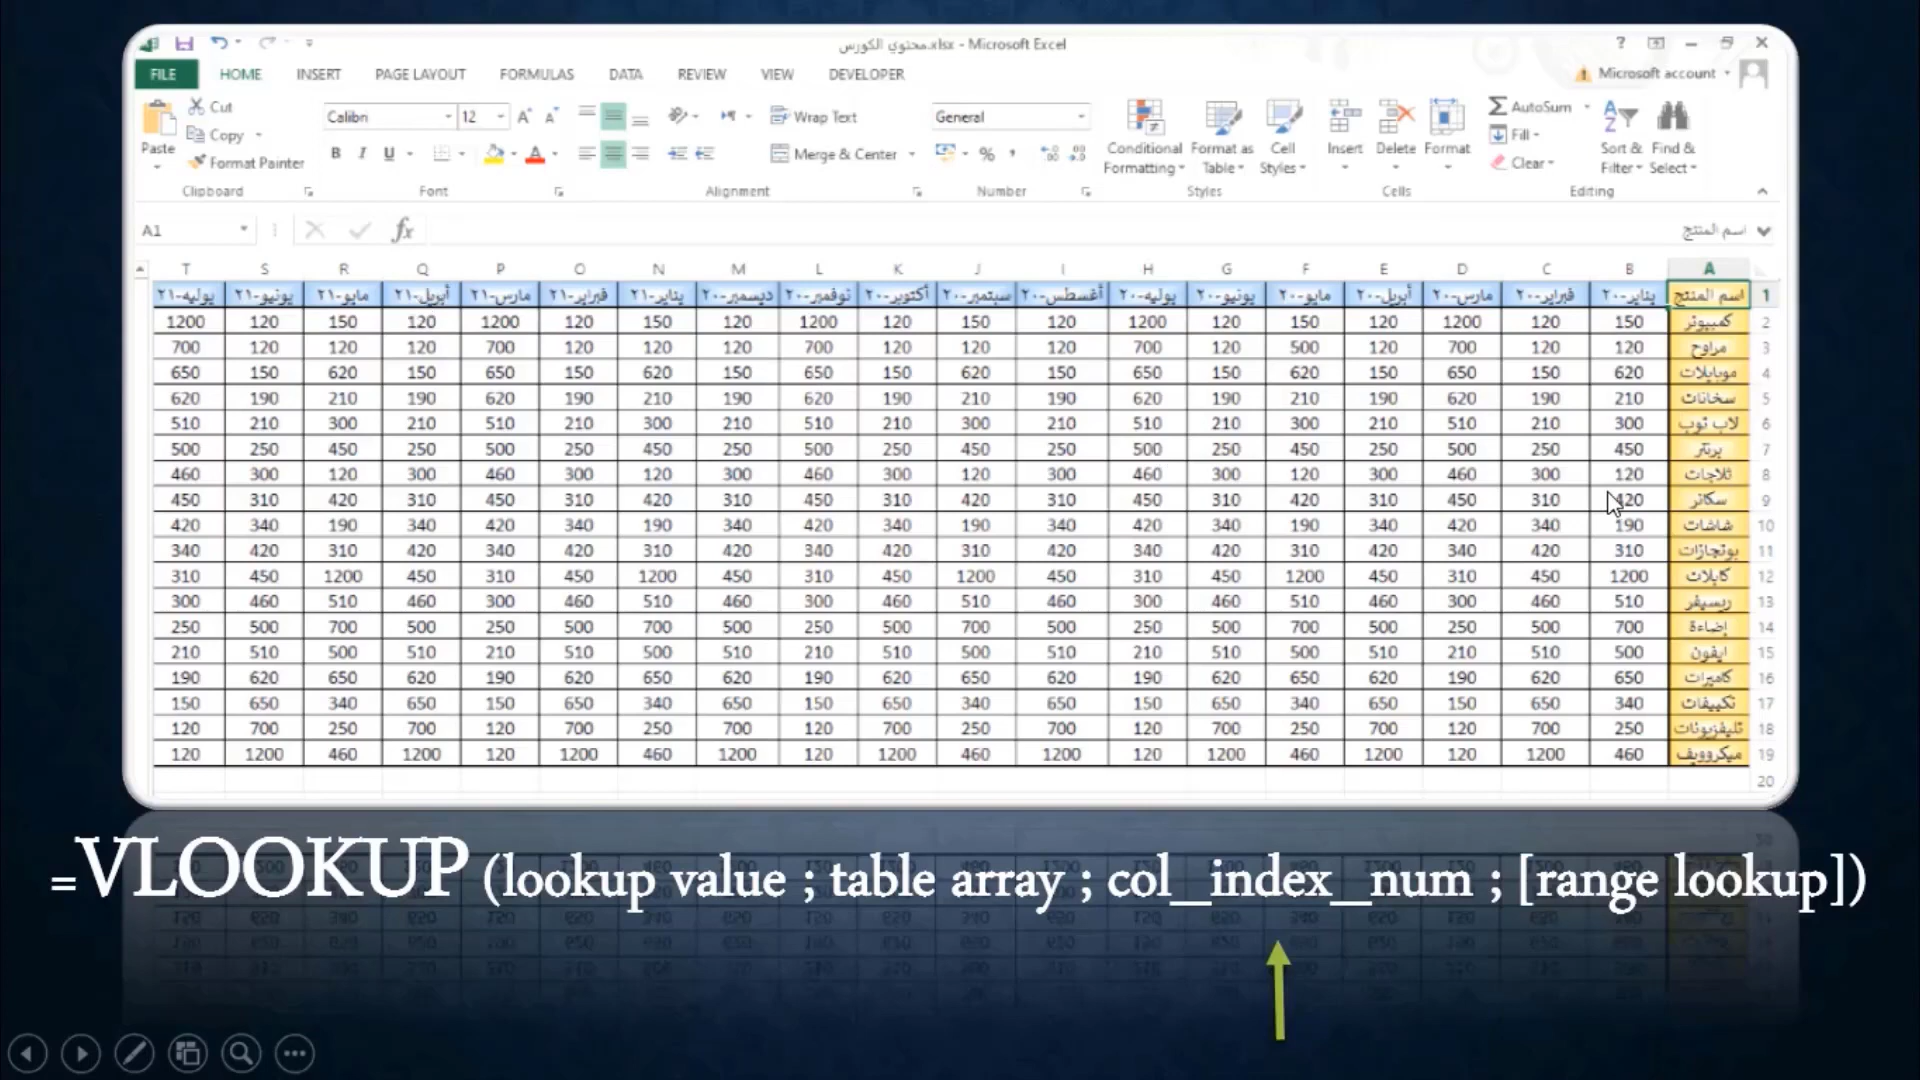 محتوي الكورس.xlsx - Microsoft Excel
FILE HOME INSERT PAGE LAYOUT FORMULAS DATA REVIEW VIEW DEVELOPER Microsoft account
Cut
Copy
Format Painter
Paste
Clipboard
Calibri 12
B I U
Font
Wrap Text
Merge & Center
Alignment
General
%
Number
Conditional Formatting
Format as Table
Cell Styles
Styles
Insert Delete Format
Cells
AutoSum
Fill
Clear
Sort & Filter
Find & Select
Editing
A1 fx اسم المنتج
T S R Q P O N M L K J I H G F E D C B A
1 اسم المنتج يناير-٢٠ فبراير-٢٠ مارس-٢٠ أبريل-٢٠ مايو-٢٠ يونيو-٢٠ يوليه-٢٠ أغسطس-٢٠ سبتمبر-٢٠ أكتوبر-٢٠ نوفمبر-٢٠ ديسمبر-٢٠ يناير-٢١ فبراير-٢١ مارس-٢١ أبريل-٢١ مايو-٢١ يونيو-٢١ يوليه-٢١
2 كمبيوتر 150 120 1200 120 150 120 1200 120 150 120 1200 120 150 120 1200 120 150 120 1200
3 مراوح 120 120 700 120 500 120 700 120 120 120 700 120 120 120 700 120 120 120 700
4 موبايلات 620 150 650 150 620 150 650 150 620 150 650 150 620 150 650 150 620 150 650
5 سخانات 210 190 620 190 210 190 620 190 210 190 620 190 210 190 620 190 210 190 620
6 لاب توب 300 210 510 210 300 210 510 210 300 210 510 210 300 210 510 210 300 210 510
7 برنتر 450 250 500 250 450 250 500 250 450 250 500 250 450 250 500 250 450 250 500
8 ثلاجات 120 300 460 300 120 300 460 300 120 300 460 300 120 300 460 300 120 300 460
9 سكانر 420 310 450 310 420 310 450 310 420 310 450 310 420 310 450 310 420 310 450
10 شاشات 190 340 420 340 190 340 420 340 190 340 420 340 190 340 420 340 190 340 420
11 بوتجازات 310 420 340 420 310 420 340 420 310 420 340 420 310 420 340 420 310 420 340
12 كابلات 1200 450 310 450 1200 450 310 450 1200 450 310 450 1200 450 310 450 1200 450 310
13 ريسيفر 510 460 300 460 510 460 300 460 510 460 300 460 510 460 300 460 510 460 300
14 إضاءة 700 500 250 500 700 500 250 500 700 500 250 500 700 500 250 500 700 500 250
15 ايفون 500 510 210 510 500 510 210 510 500 510 210 510 500 510 210 510 500 510 210
16 كاميرات 650 620 190 620 650 620 190 620 650 620 190 620 650 620 190 620 650 620 190
17 تكييفات 340 650 150 650 340 650 150 650 340 650 150 650 340 650 150 650 340 650 150
18 تليفزيونات 250 700 120 700 250 700 120 700 250 700 120 700 250 700 120 700 250 700 120
19 ميكروويف 460 1200 120 1200 460 1200 120 1200 460 1200 120 1200 460 1200 120 1200 460 1200 120
20
=VLOOKUP (lookup value ; table array ; col_index_num ; [range lookup])